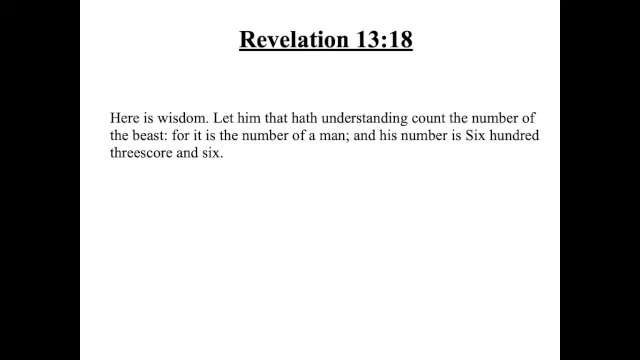 Revelation 13:18
Here is wisdom. Let him that hath understanding count the number of
the beast: for it is the number of a man; and his number is Six hundred
threescore and six.